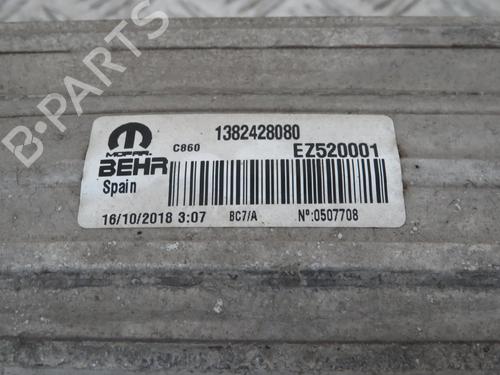 1382428080
C860
EZ520001
MOPAR
BEHR
Spain
16/10/2018 3:07
BC7/A
Nº:0507708
B-PARTS